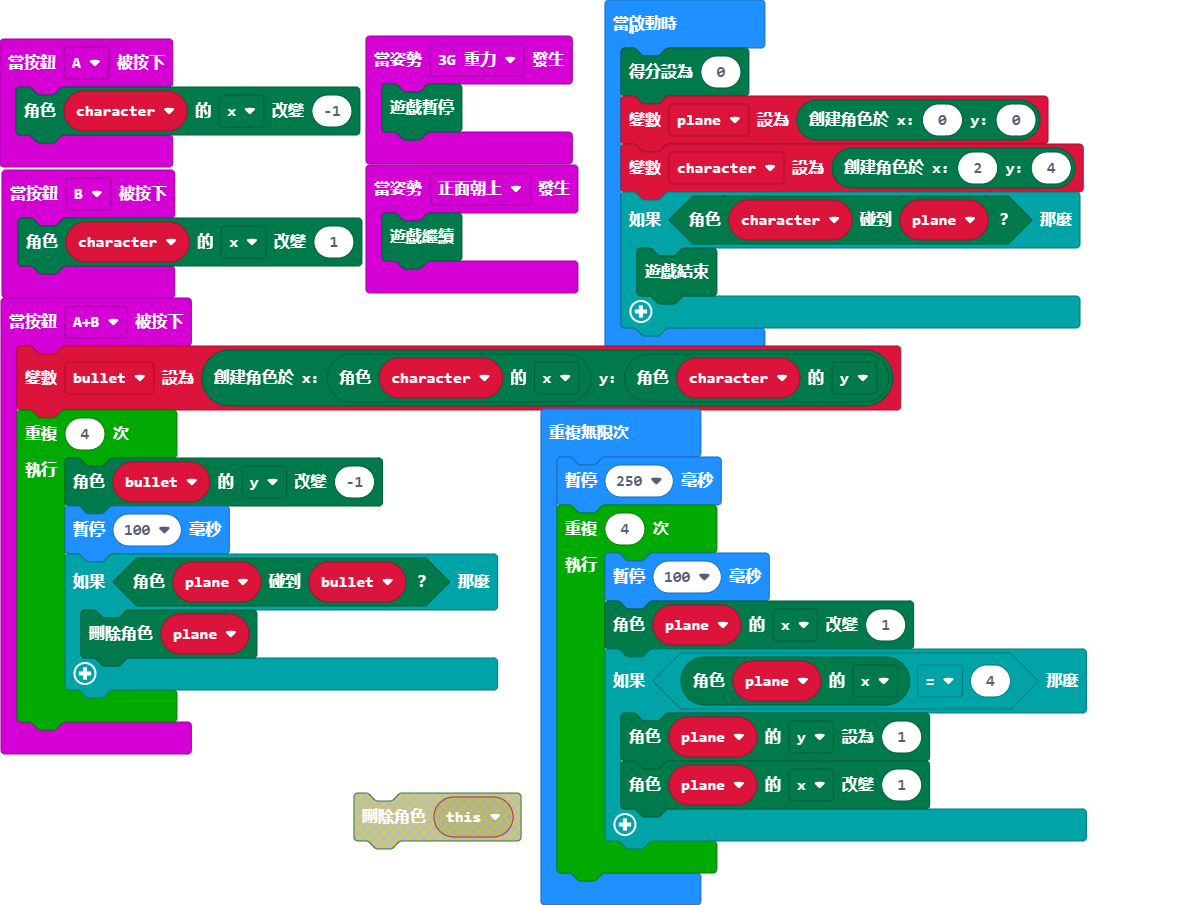 當按鈕 A 被按下
角色 character 的 x 改變 -1
當按鈕 B 被按下
角色 character 的 x 改變 1
當姿勢 3G 重力 發生
遊戲暫停
當姿勢 正面朝上 發生
遊戲繼續
當啟動時
得分設為 0
變數 plane 設為 創建角色於 x: 0 y: 0
變數 character 設為 創建角色於 x: 2 y: 4
如果 角色 character 碰到 plane ? 那麼
遊戲結束
當按鈕 A+B 被按下
變數 bullet 設為 創建角色於 x: 角色 character 的 x y: 角色 character 的 y
重複 4 次
執行
角色 bullet 的 y 改變 -1
暫停 100 毫秒
如果 角色 plane 碰到 bullet ? 那麼
刪除角色 plane
重複無限次
暫停 250 毫秒
重複 4 次
執行
暫停 100 毫秒
角色 plane 的 x 改變 1
如果 角色 plane 的 x = 4 那麼
角色 plane 的 y 設為 1
角色 plane 的 x 改變 1
刪除角色 this